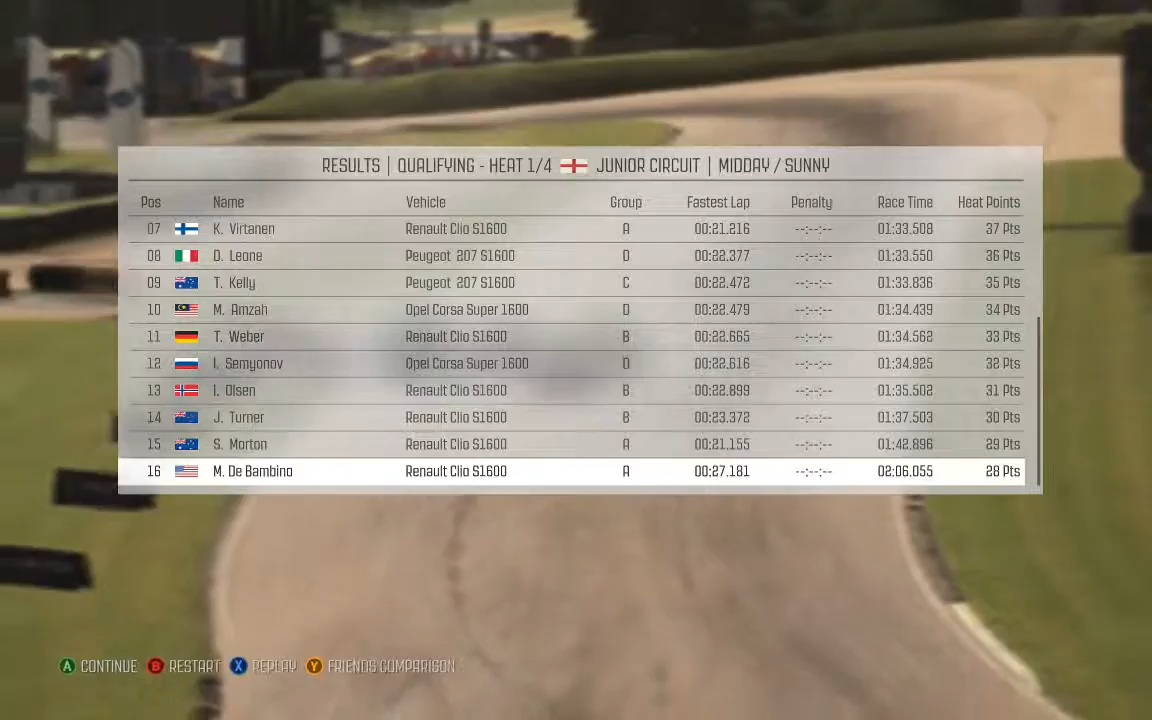 RESULTS | QUALIFYING - HEAT 1/4 JUNIOR CIRCUIT | MIDDAY / SUNNY
Pos Name Vehicle Group Fastest Lap Penalty Race Time Heat Points
07 K. Virtanen Renault Clio S1600 A 00:21.216 --:--:-- 01:33.508 37 Pts
08 D. Leone Peugeot 207 S1600 D 00:22.377 --:--:-- 01:33.550 36 Pts
09 T. Kelly Peugeot 207 S1600 C 00:22.472 --:--:-- 01:33.836 35 Pts
10 M. Amzah Opel Corsa Super 1600 D 00:22.479 --:--:-- 01:34.439 34 Pts
11 T. Weber Renault Clio S1600 B 00:22.665 --:--:-- 01:34.562 33 Pts
12 I. Semyonov Opel Corsa Super 1600 D 00:22.616 --:--:-- 01:34.925 32 Pts
13 I. Olsen Renault Clio S1600 B 00:22.899 --:--:-- 01:35.502 31 Pts
14 J. Turner Renault Clio S1600 B 00:23.372 --:--:-- 01:37.503 30 Pts
15 S. Morton Renault Clio S1600 A 00:21.155 --:--:-- 01:42.896 29 Pts
16 M. De Bambino Renault Clio S1600 A 00:27.181 --:--:-- 02:06.055 28 Pts
A CONTINUE B RESTART X REPLAY Y FRIENDS COMPARISON